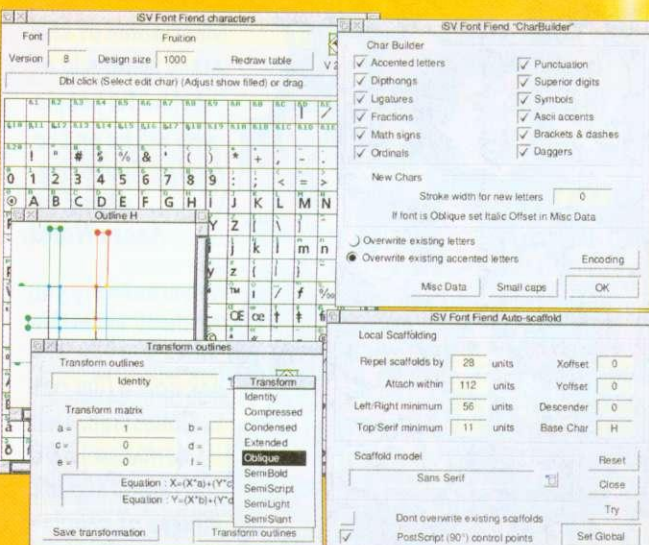 iSV Font Fiend characters
Font Fruition
Version 8 Design size 1000 Redraw table
Dbl click (Select edit char) (Adjust show filled) or drag
! " # $ % & ' ( ) * + , - .
0 1 2 3 4 5 6 7 8 9 : ; < = >
@ A B C D E F G H I J K L M N
Y Z [ \ ]
j k l m n
y z { | }
Outline H
Transform outlines
Transform outlines
Identity
Transform matrix
a = 1 b =
c = 0 d =
e = 0 f =
Equation : X=(X*a)+(Y*c
Equation : Y=(X*b)+(Y*d
Save transformation Transform outlines
Transform
Identity
Compressed
Condensed
Extended
Oblique
SemiBold
SemiScript
SemiLight
SemiSlant
iSV Font Fiend "CharBuilder"
Char Builder
Accented letters Punctuation
Dipthongs Superior digits
Ligatures Symbols
Fractions Ascii accents
Math signs Brackets & dashes
Ordinals Daggers
New Chars
Stroke width for new letters 0
If font is Oblique set Italic Offset in Misc Data
Overwrite existing letters
Overwrite existing accented letters Encoding
Misc Data Small caps OK
iSV Font Fiend Auto-scaffold
Local Scaffolding
Repel scaffolds by 28 units Xoffset 0
Attach within 112 units Yoffset 0
Left/Right minimum 56 units Descender 0
Top/Serif minimum 11 units Base Char H
Scaffold model Reset
Sans Serif
Close
Try
Dont overwrite existing scaffolds
PostScript (90°) control points Set Global